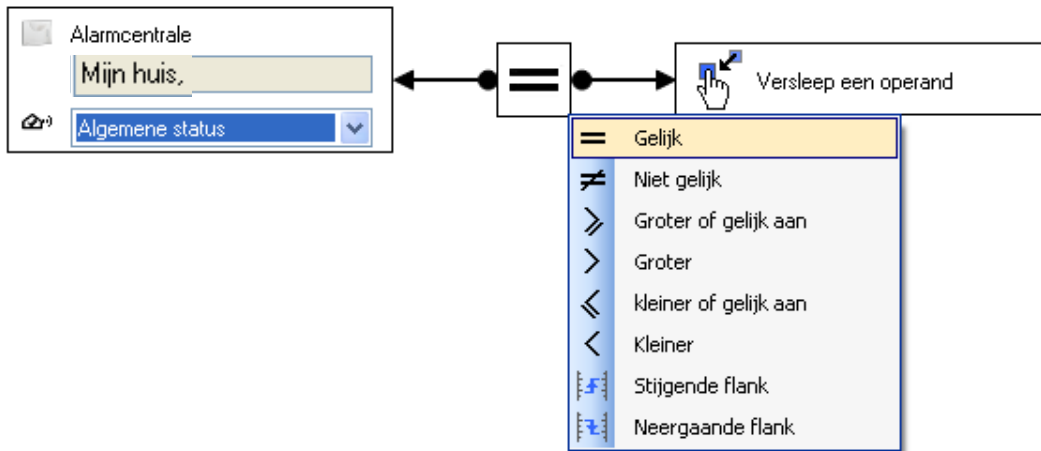 Alarmcentrale
Mijn huis,
Algemene status
Versleep een operand
Gelijk
Niet gelijk
Groter of gelijk aan
Groter
kleiner of gelijk aan
Kleiner
Stijgende flank
Neergaande flank